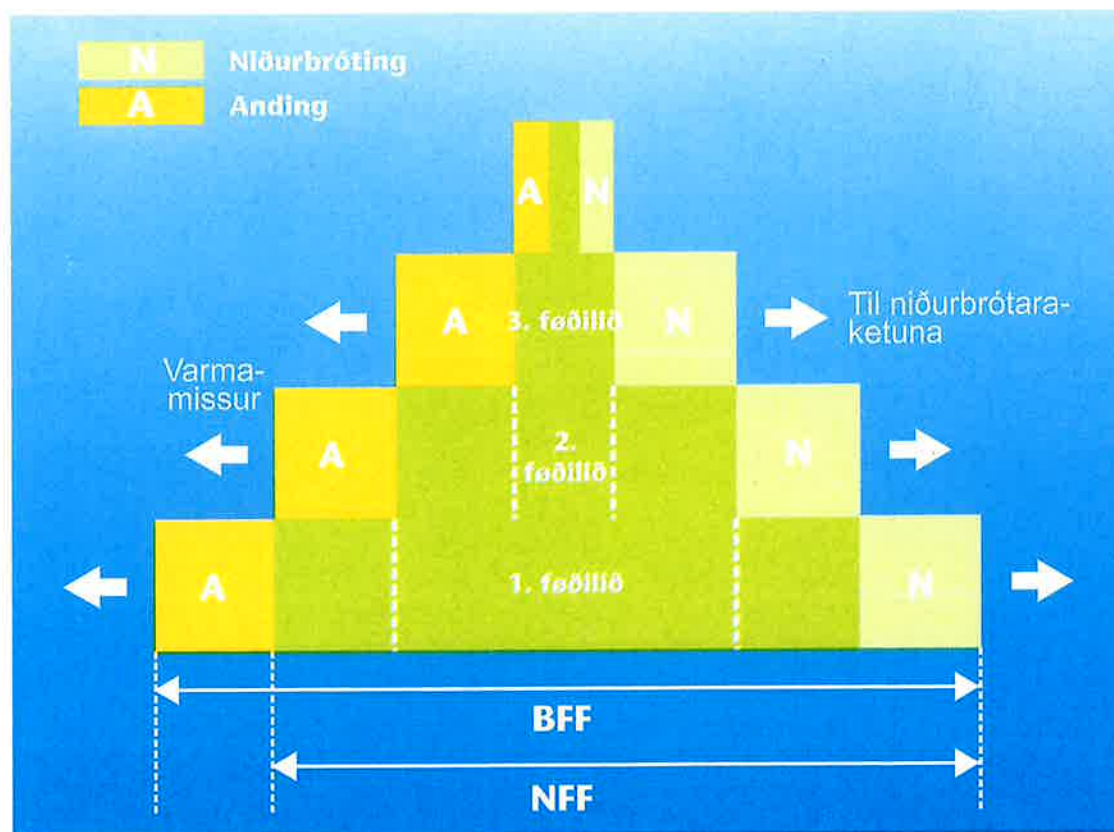 N Niðurbróting
A Anding
A N
A 3. føðilið N
Til niðurbrótara-
ketuna
Varma-
missur
A 2. N
føðilið
A 1. føðilið N
BFF
NFF